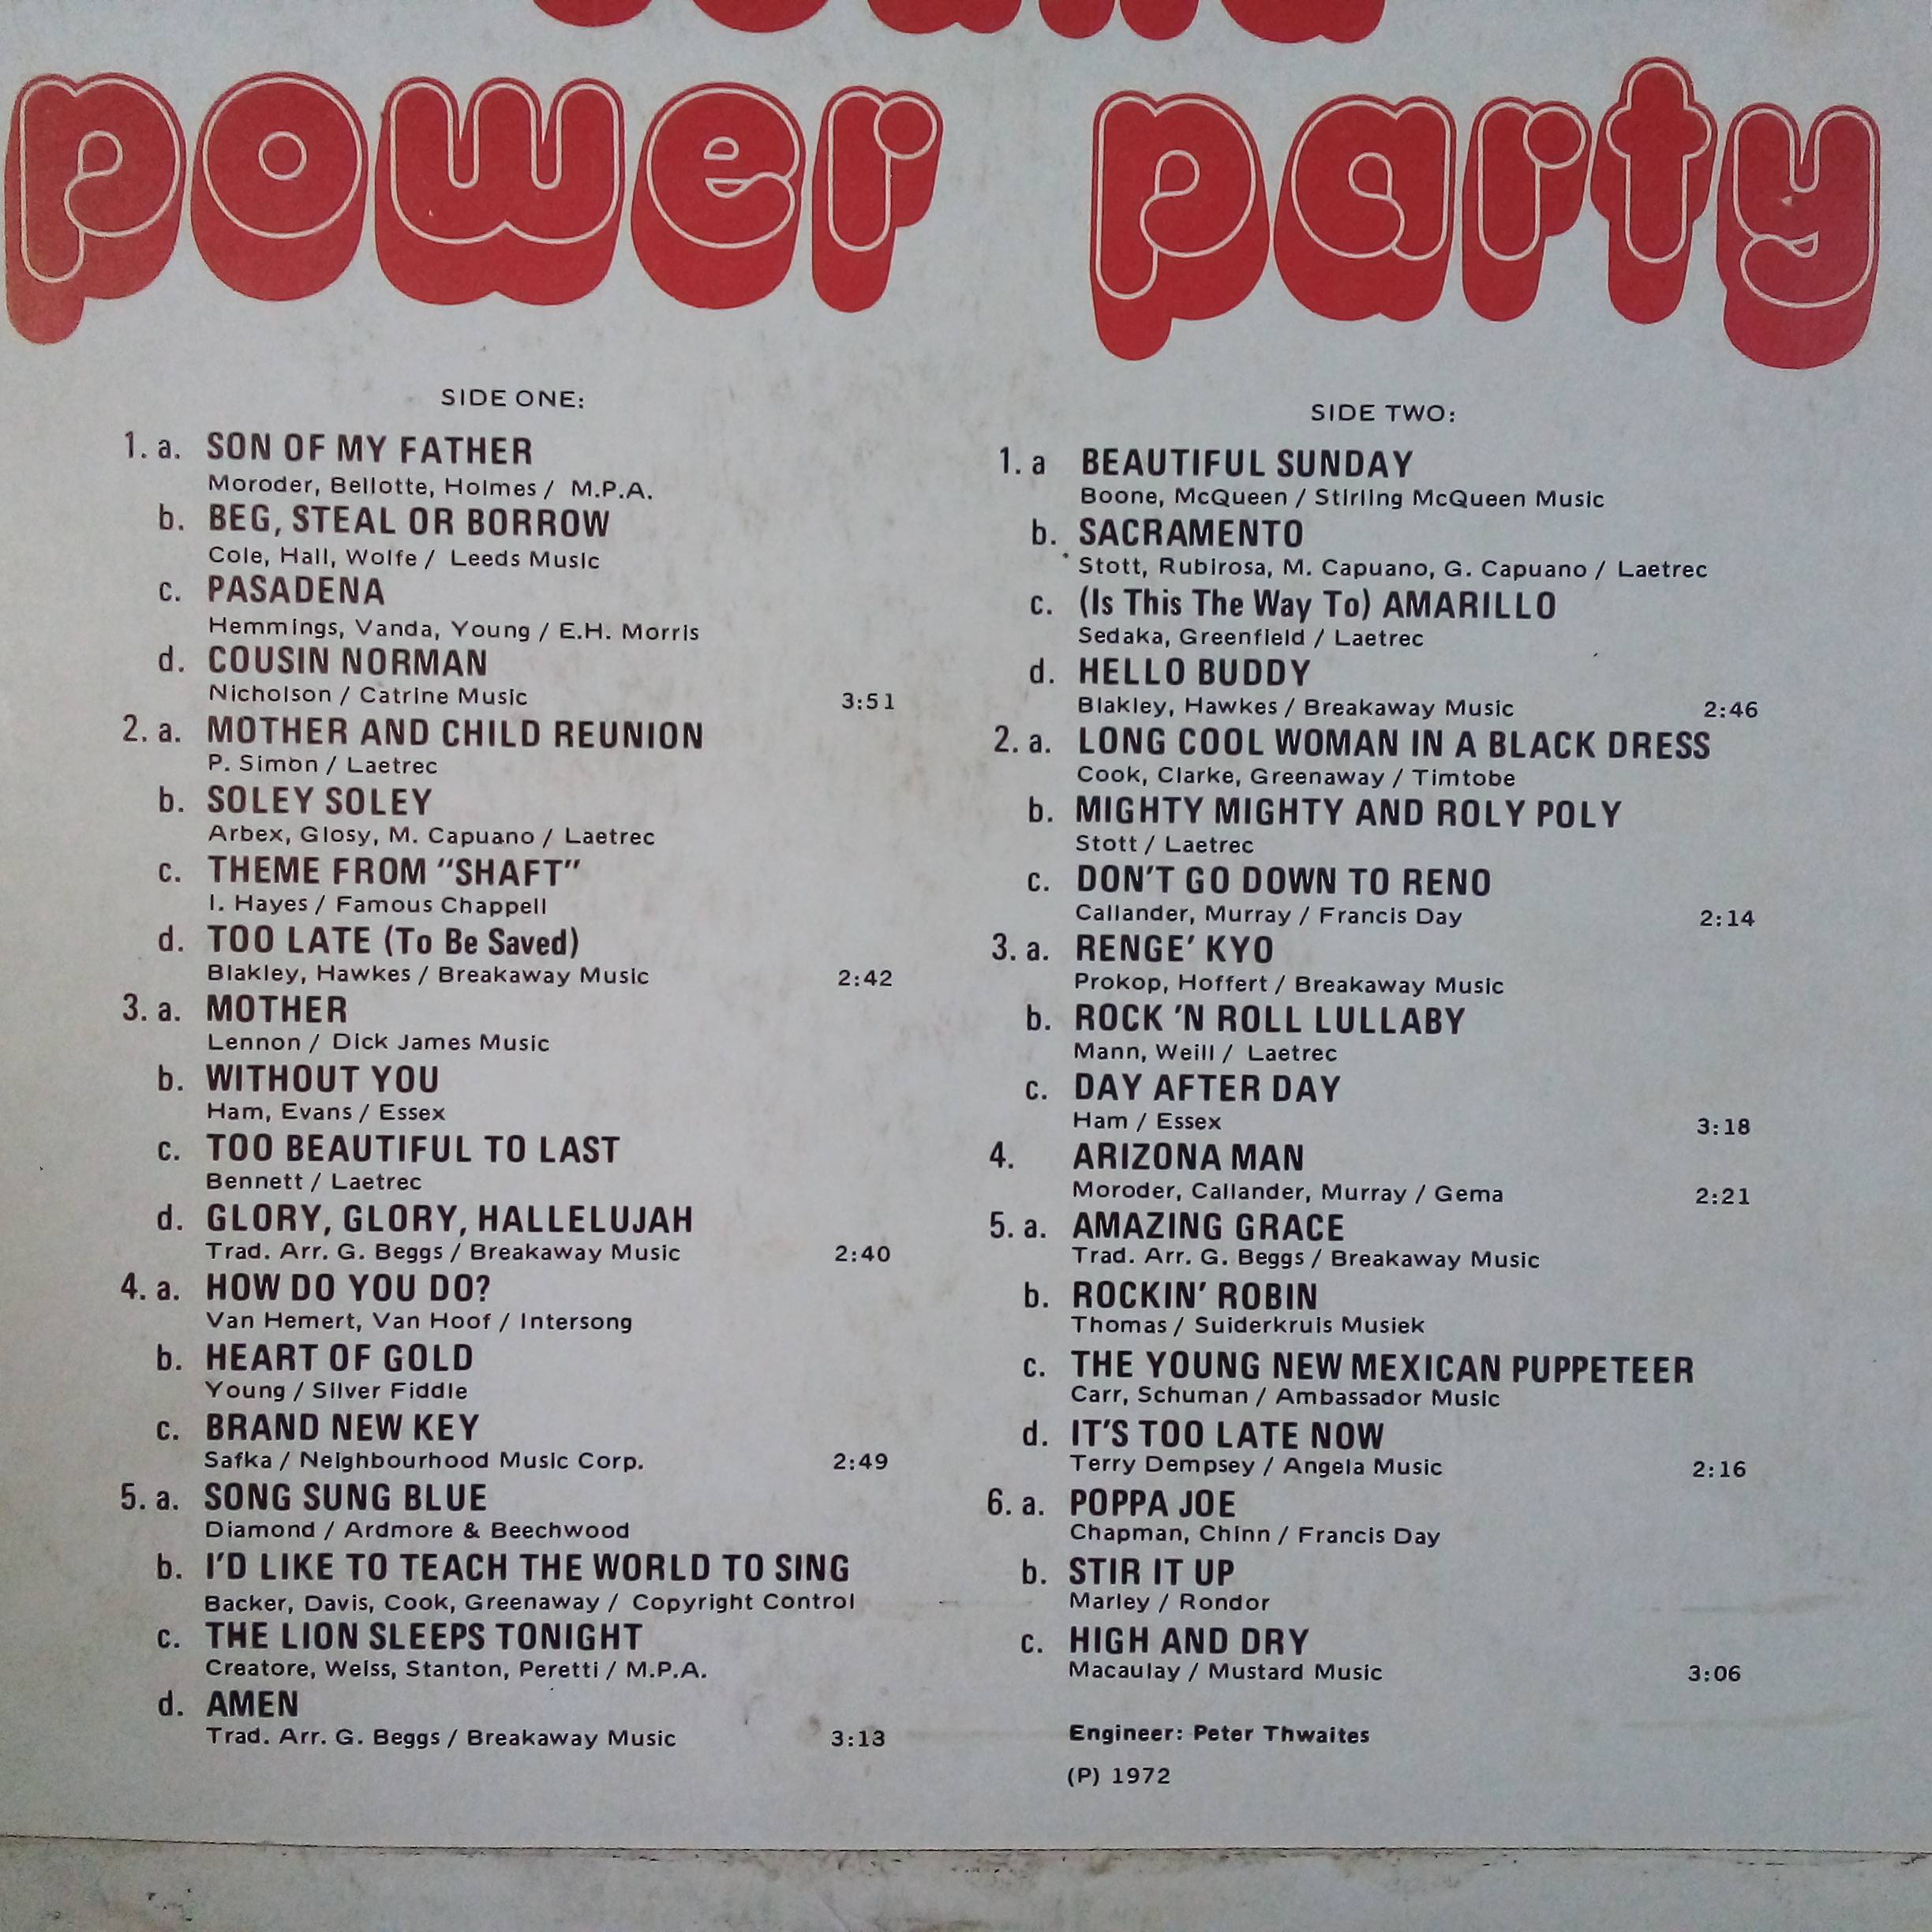 power party
SIDE ONE:
1. a. SON OF MY FATHER
Moroder, Bellotte, Holmes / M.P.A.
b. BEG, STEAL OR BORROW
Cole, Hall, Wolfe / Leeds Music
c. PASADENA
Hemmings, Vanda, Young / E.H. Morris
d. COUSIN NORMAN
Nicholson / Catrine Music 3:51
2. a. MOTHER AND CHILD REUNION
P. Simon / Laetrec
b. SOLEY SOLEY
Arbex, Glosy, M. Capuano / Laetrec
c. THEME FROM “SHAFT”
I. Hayes / Famous Chappell
d. TOO LATE (To Be Saved)
Blakley, Hawkes / Breakaway Music 2:42
3. a. MOTHER
Lennon / Dick James Music
b. WITHOUT YOU
Ham, Evans / Essex
c. TOO BEAUTIFUL TO LAST
Bennett / Laetrec
d. GLORY, GLORY, HALLELUJAH
Trad. Arr. G. Beggs / Breakaway Music 2:40
4. a. HOW DO YOU DO?
Van Hemert, Van Hoof / Intersong
b. HEART OF GOLD
Young / Silver Fiddle
c. BRAND NEW KEY
Safka / Neighbourhood Music Corp. 2:49
5. a. SONG SUNG BLUE
Diamond / Ardmore & Beechwood
b. I’D LIKE TO TEACH THE WORLD TO SING
Backer, Davis, Cook, Greenaway / Copyright Control
c. THE LION SLEEPS TONIGHT
Creatore, Weiss, Stanton, Peretti / M.P.A.
d. AMEN
Trad. Arr. G. Beggs / Breakaway Music 3:13
SIDE TWO:
1. a BEAUTIFUL SUNDAY
Boone, McQueen / Stirling McQueen Music
b. SACRAMENTO
Stott, Rubirosa, M. Capuano, G. Capuano / Laetrec
c. (Is This The Way To) AMARILLO
Sedaka, Greenfield / Laetrec
d. HELLO BUDDY
Blakley, Hawkes / Breakaway Music 2:46
2. a. LONG COOL WOMAN IN A BLACK DRESS
Cook, Clarke, Greenaway / Timtobe
b. MIGHTY MIGHTY AND ROLY POLY
Stott / Laetrec
c. DON’T GO DOWN TO RENO
Callander, Murray / Francis Day 2:14
3. a. RENGE’ KYO
Prokop, Hoffert / Breakaway Music
b. ROCK ’N ROLL LULLABY
Mann, Weill / Laetrec
c. DAY AFTER DAY
Ham / Essex 3:18
4. ARIZONA MAN
Moroder, Callander, Murray / Gema 2:21
5. a. AMAZING GRACE
Trad. Arr. G. Beggs / Breakaway Music
b. ROCKIN’ ROBIN
Thomas / Suiderkruis Musiek
c. THE YOUNG NEW MEXICAN PUPPETEER
Carr, Schuman / Ambassador Music
d. IT’S TOO LATE NOW
Terry Dempsey / Angela Music 2:16
6. a. POPPA JOE
Chapman, Chinn / Francis Day
b. STIR IT UP
Marley / Rondor
c. HIGH AND DRY
Macaulay / Mustard Music 3:06
Engineer: Peter Thwaites
(P) 1972